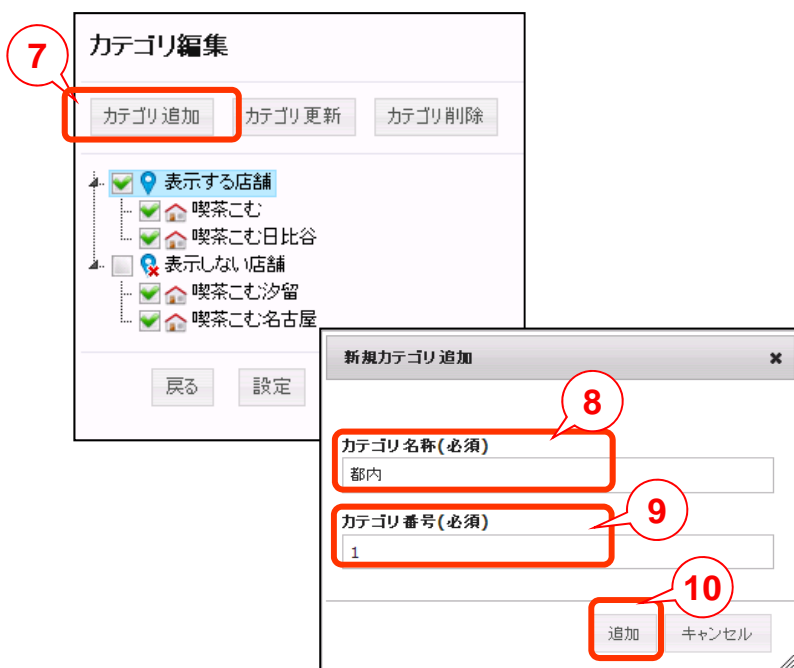 カテゴリ編集
7
カテゴリ追加 カテゴリ更新 カテゴリ削除
表示する店舗
喫茶こむ
喫茶こむ日比谷
表示しない店舗
喫茶こむ汐留
喫茶こむ名古屋
戻る 設定
新規カテゴリ追加
8
カテゴリ名称(必須)
都内
9
カテゴリ番号(必須)
1
10
追加 キャンセル